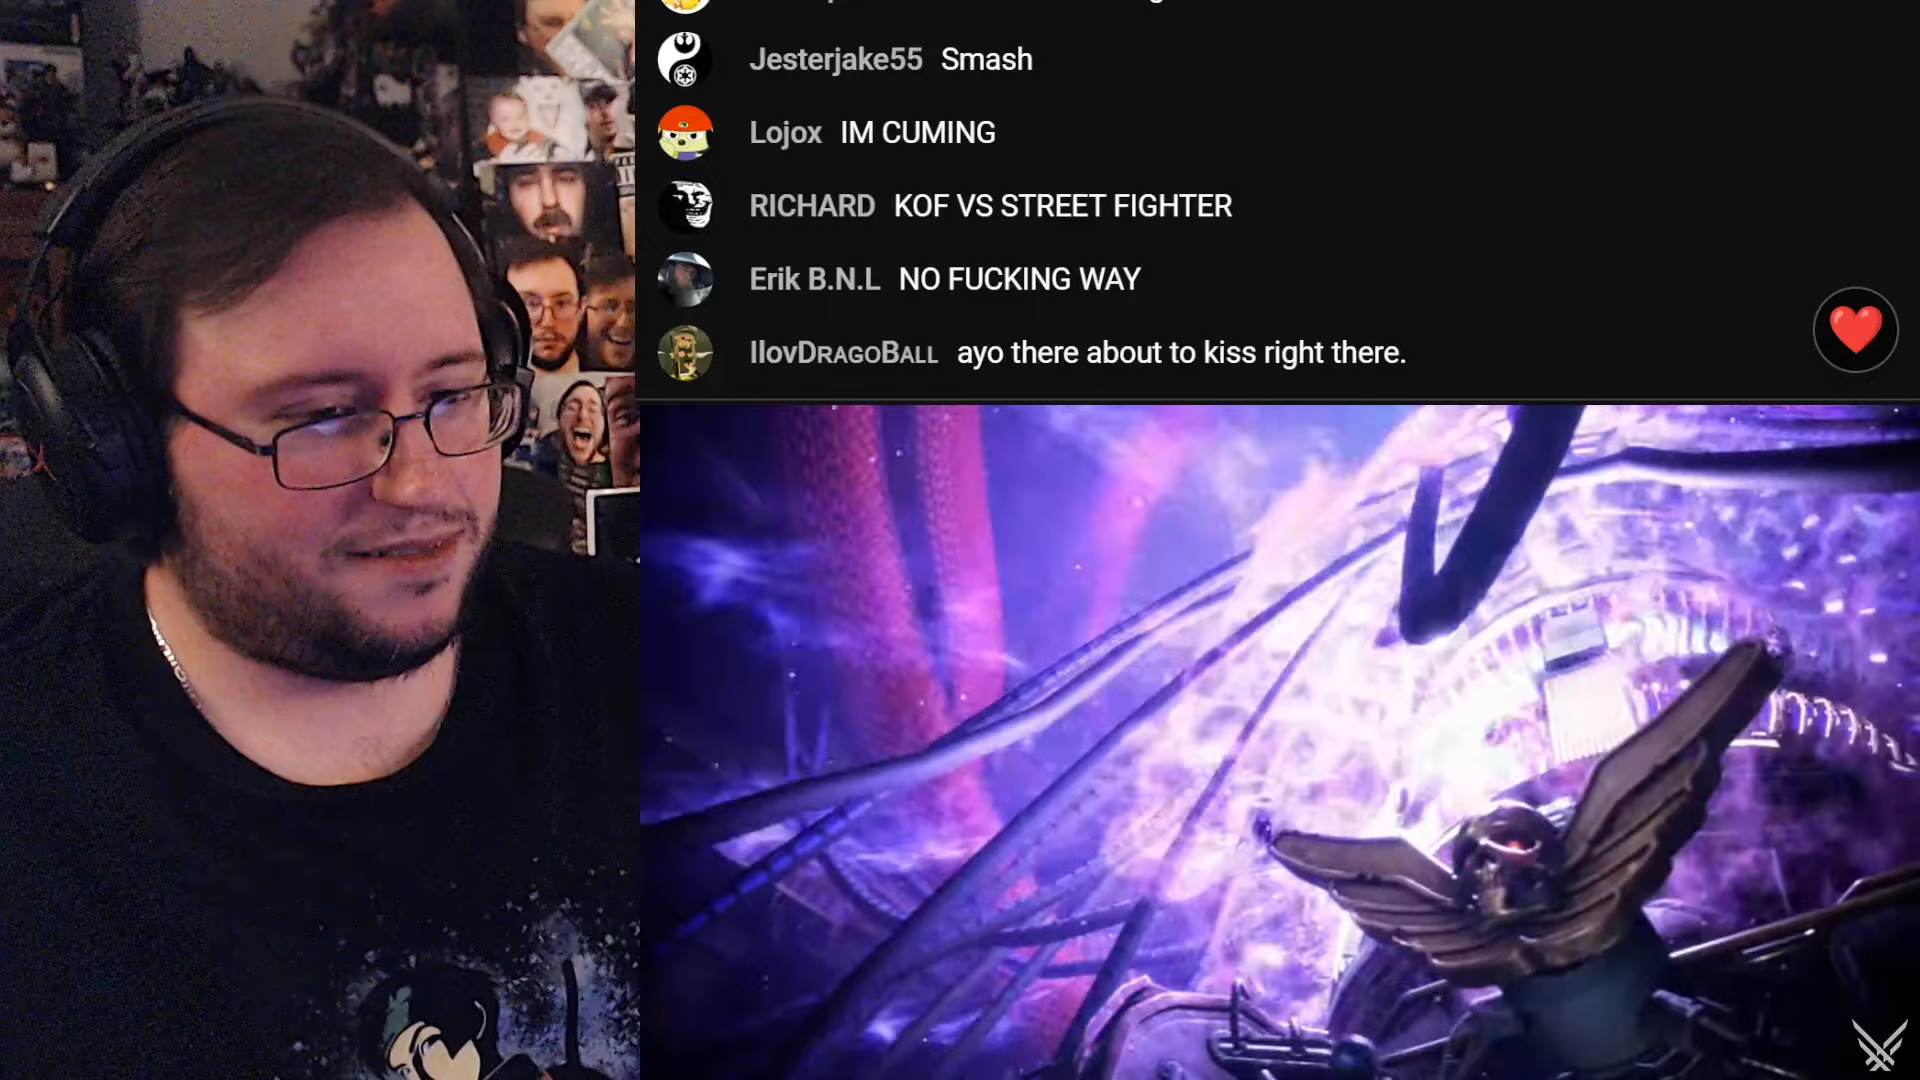 Jesterjake55 Smash
Lojox IM CUMING
RICHARD KOF VS STREET FIGHTER
Erik B.N.L NO FUCKING WAY
IlovDragoBall ayo there about to kiss right there.